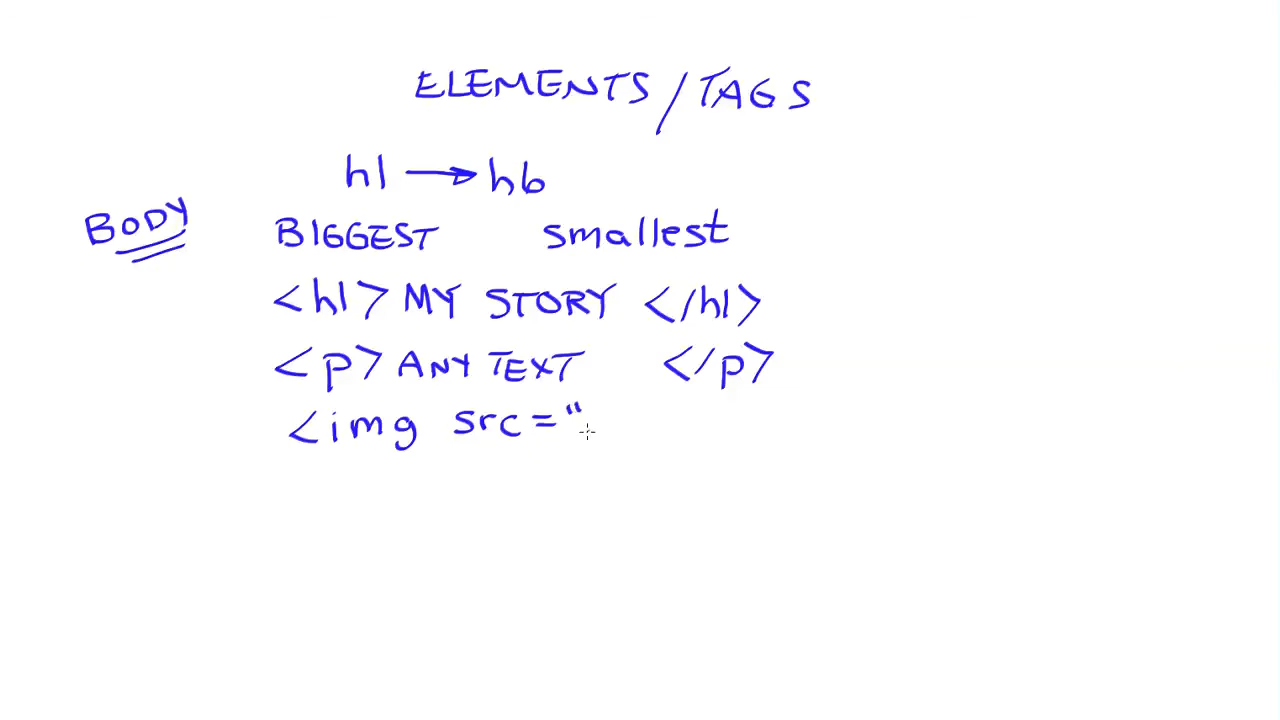 ELEMENTS/TAGS
h1 → h6
BODY
BIGGEST smallest
<h1> MY STORY </h1>
<p> ANY TEXT </p>
<img src="